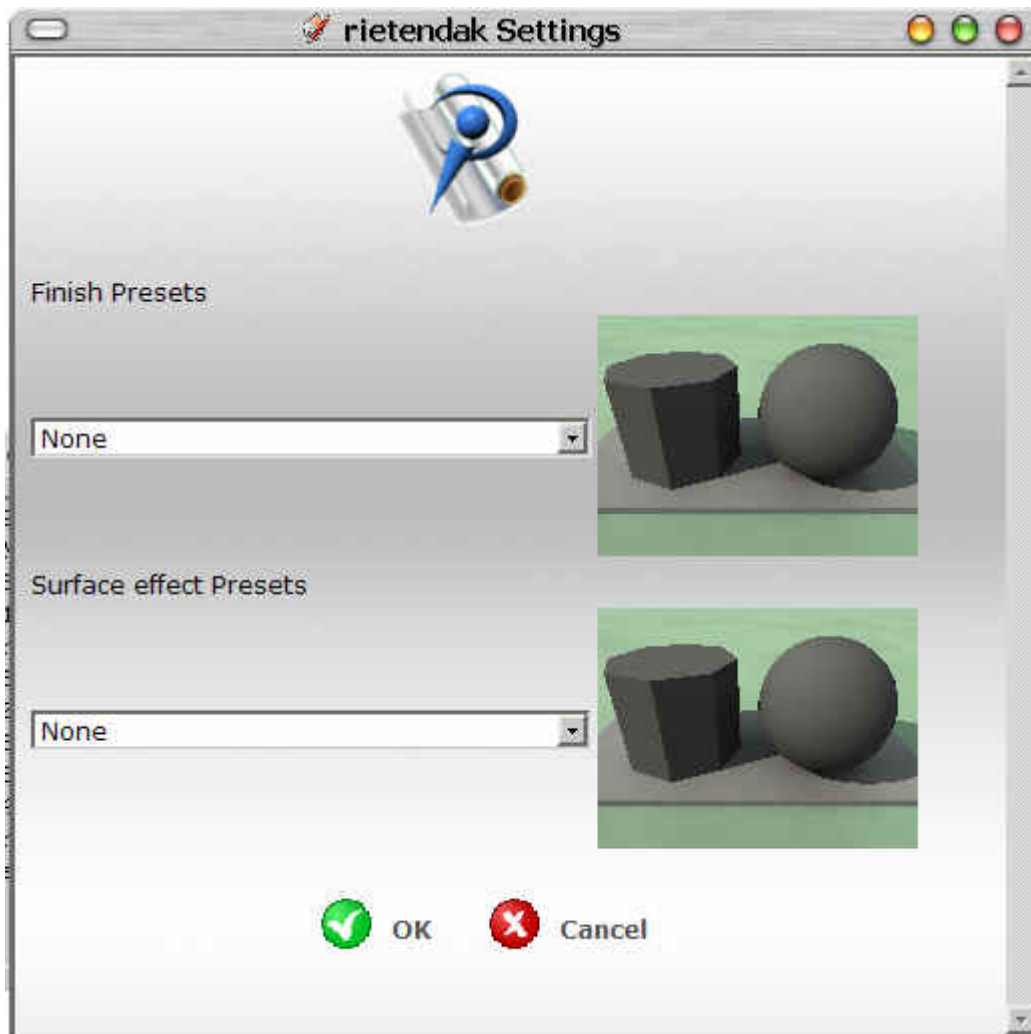 rietendak Settings
Finish Presets
None
Surface effect Presets
None
OK
Cancel